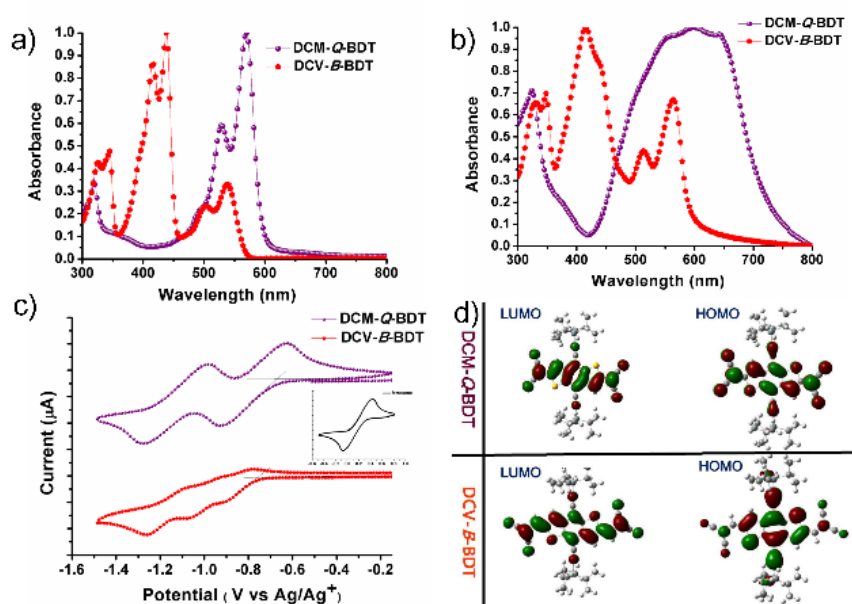 a)
DCM-Q-BDT
DCV-B-BDT
Absorbance
1.0
0.9
0.8
0.7
0.6
0.5
0.4
0.3
0.2
0.1
0.0
300 400 500 600 700 800
Wavelength (nm)
b)
DCM-Q-BDT
DCV-B-BDT
Absorbance
1.0
0.9
0.8
0.7
0.6
0.5
0.4
0.3
0.2
0.1
0.0
300 400 500 600 700 800
Wavelength (nm)
c)
DCM-Q-BDT
DCV-B-BDT
Current (µA)
-1.6 -1.4 -1.2 -1.0 -0.8 -0.6 -0.4 -0.2
Potential ( V vs Ag/Ag+)
d)
LUMO HOMO
DCM-Q-BDT
LUMO HOMO
DCV-B-BDT